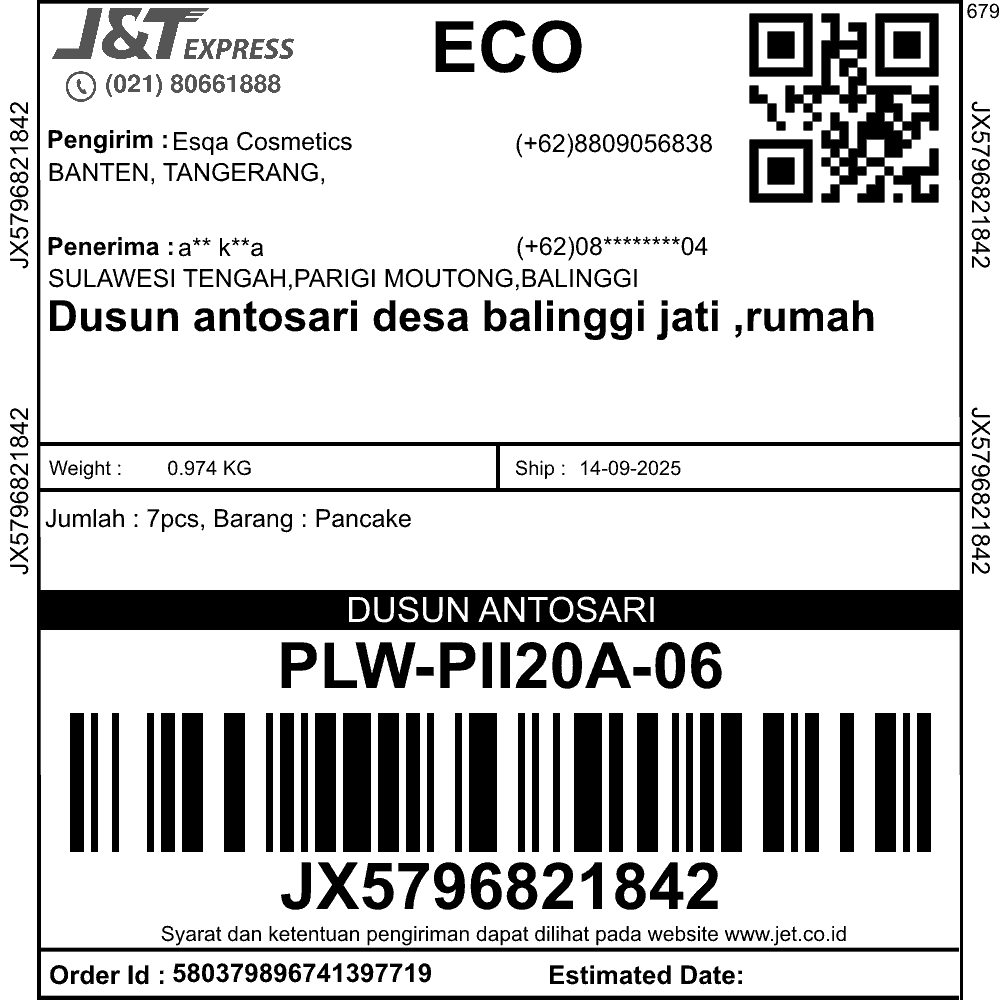 679
J&T EXPRESS
(021) 80661888
ECO
Pengirim : Esqa Cosmetics (+62)8809056838
BANTEN, TANGERANG,
Penerima : a** k**a (+62)08********04
SULAWESI TENGAH,PARIGI MOUTONG,BALINGGI
Dusun antosari desa balinggi jati ,rumah
JX5796821842
JX5796821842
JX5796821842
JX5796821842
Weight : 0.974 KG
Ship : 14-09-2025
Jumlah : 7pcs, Barang : Pancake
DUSUN ANTOSARI
PLW-PII20A-06
JX5796821842
Syarat dan ketentuan pengiriman dapat dilihat pada website www.jet.co.id
Order Id : 580379896741397719
Estimated Date: